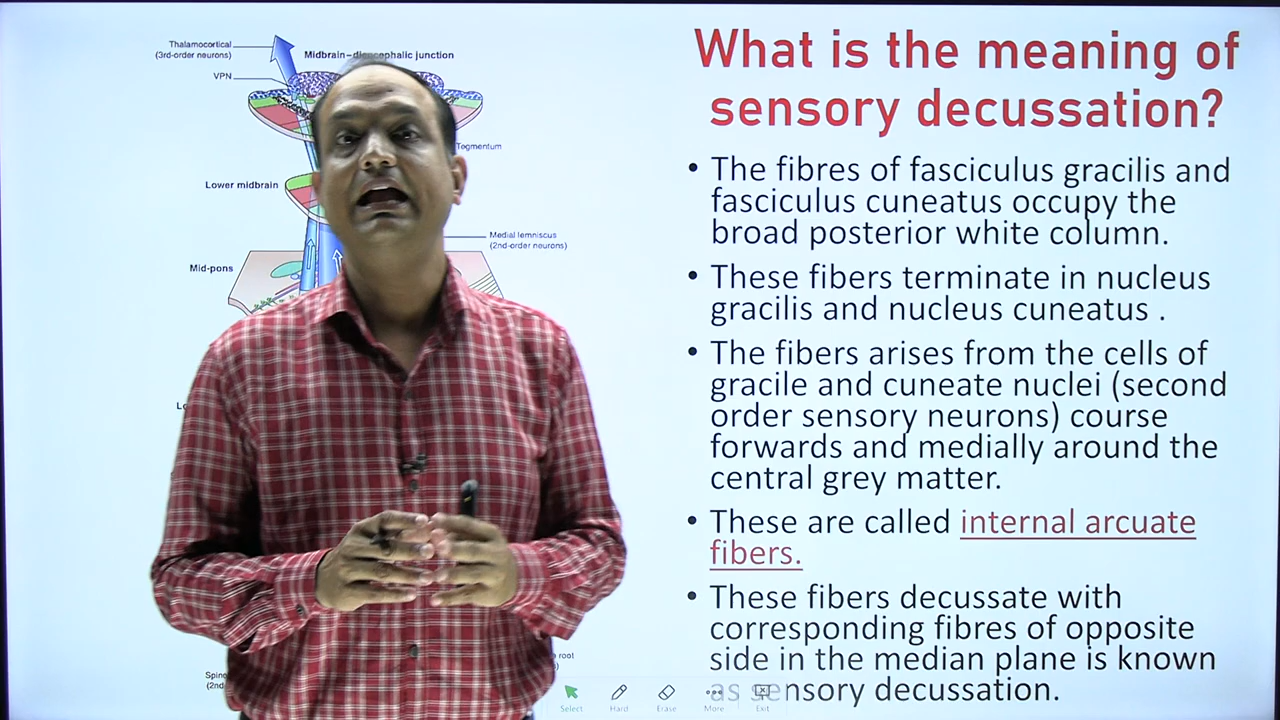 Thalamocortical
(3rd-order neurons)
Midbrain–diencephalic junction
VPN
Tegmentum
Lower midbrain
Medial lemniscus
(2nd-order neurons)
Mid-pons
What is the meaning of
sensory decussation?
• The fibres of fasciculus gracilis and
fasciculus cuneatus occupy the
broad posterior white column.
• These fibers terminate in nucleus
gracilis and nucleus cuneatus .
• The fibers arises from the cells of
gracile and cuneate nuclei (second
order sensory neurons) course
forwards and medially around the
central grey matter.
• These are called internal arcuate
fibers.
• These fibers decussate with
corresponding fibres of opposite
side in the median plane is known
as sensory decussation.
root
Select
Hard
Erase
More
Exit